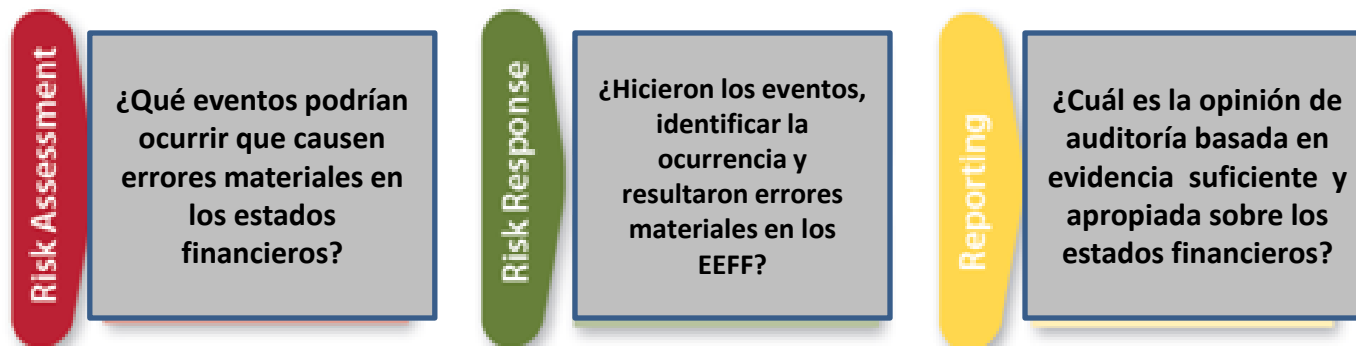 Risk Assessment
¿Qué eventos podrían
ocurrir que causen
errores materiales en
los estados
financieros?
Risk Response
¿Hicieron los eventos,
identificar la
ocurrencia y
resultaron errores
materiales en los
EEFF?
Reporting
¿Cuál es la opinión de
auditoría basada en
evidencia suficiente y
apropiada sobre los
estados financieros?